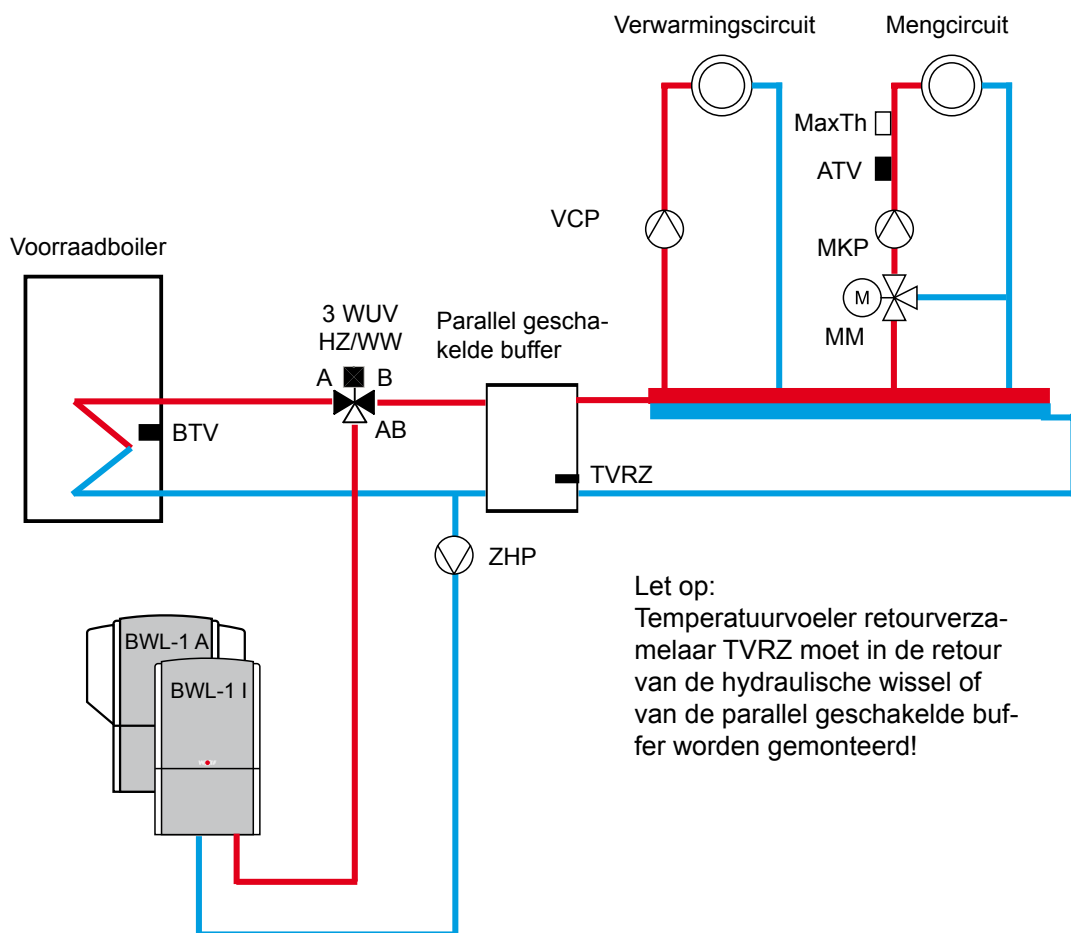 Verwarmingscircuit
Mengcircuit
MaxTh
ATV
VCP
MKP
M
MM
Voorraadboiler
3 WUV
HZ/WW
A
B
AB
Parallel gescha-
kelde buffer
BTV
TVRZ
ZHP
Let op:
Temperatuurvoeler retourverza-
melaar TVRZ moet in de retour
van de hydraulische wissel of
van de parallel geschakelde buf-
fer worden gemonteerd!
BWL-1 A
BWL-1 I